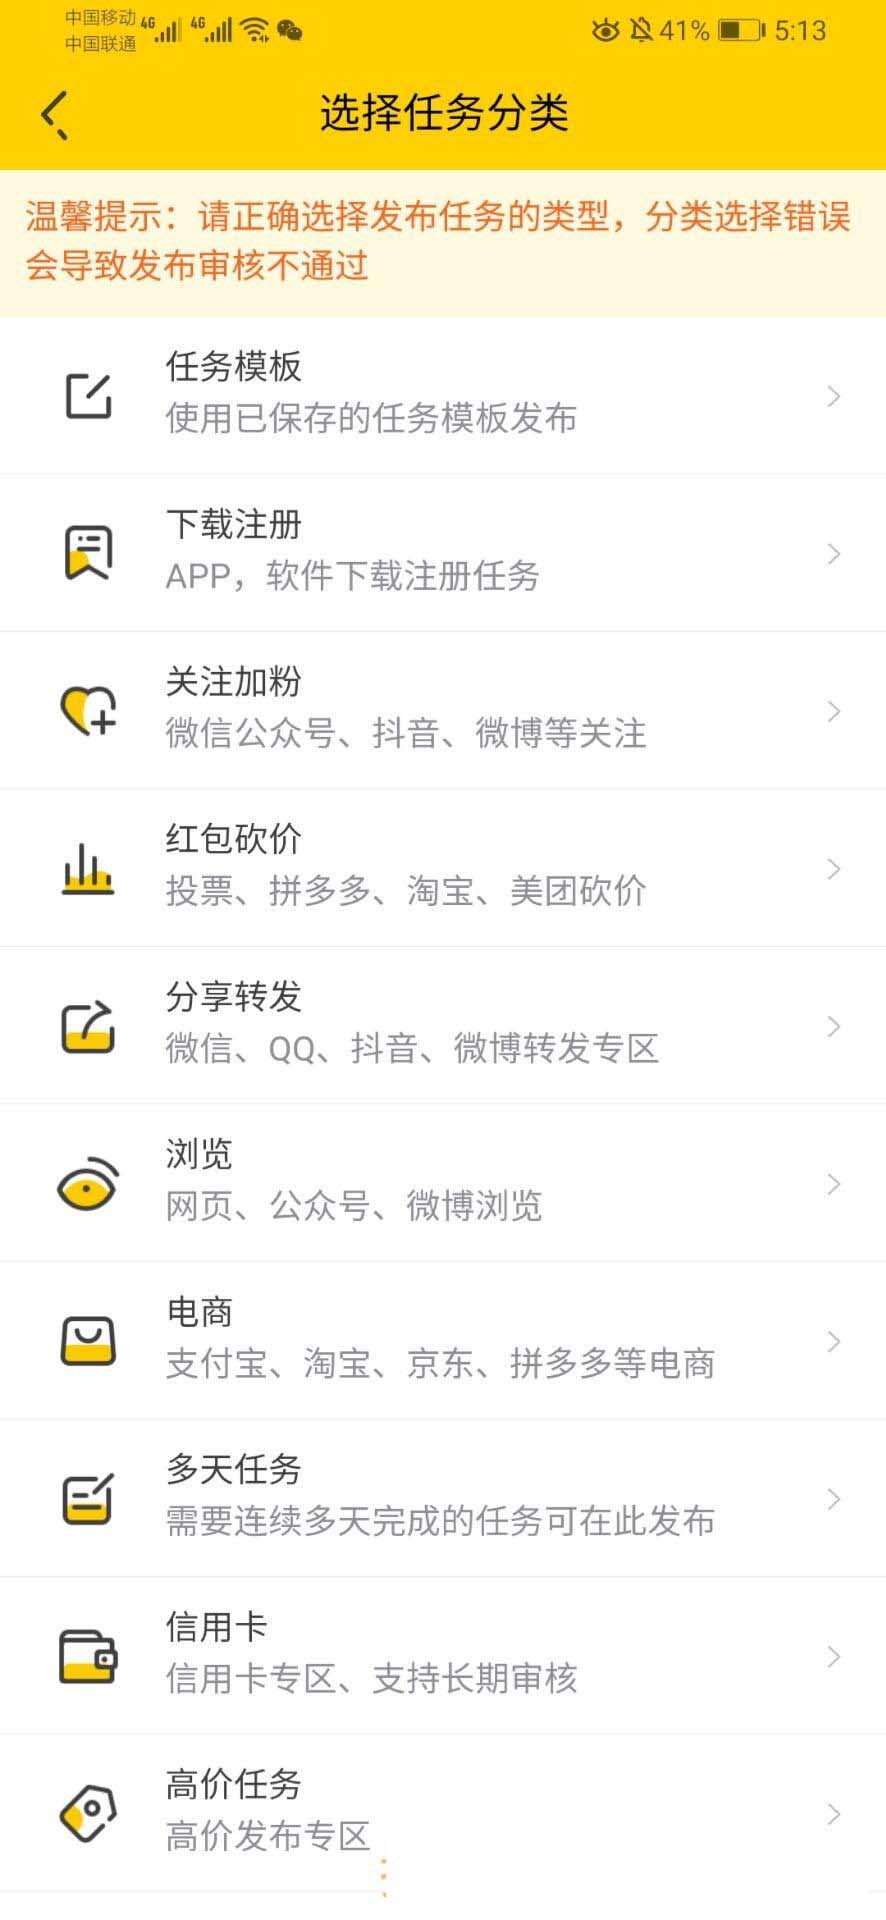 中国移动 4G 4G 41% 5:13
中国联通
选择任务分类
温馨提示：请正确选择发布任务的类型，分类选择错误
会导致发布审核不通过
任务模板
使用已保存的任务模板发布
下载注册
APP，软件下载注册任务
关注加粉
微信公众号、抖音、微博等关注
红包砍价
投票、拼多多、淘宝、美团砍价
分享转发
微信、QQ、抖音、微博转发专区
浏览
网页、公众号、微博浏览
电商
支付宝、淘宝、京东、拼多多等电商
多天任务
需要连续多天完成的任务可在此发布
信用卡
信用卡专区、支持长期审核
高价任务
高价发布专区